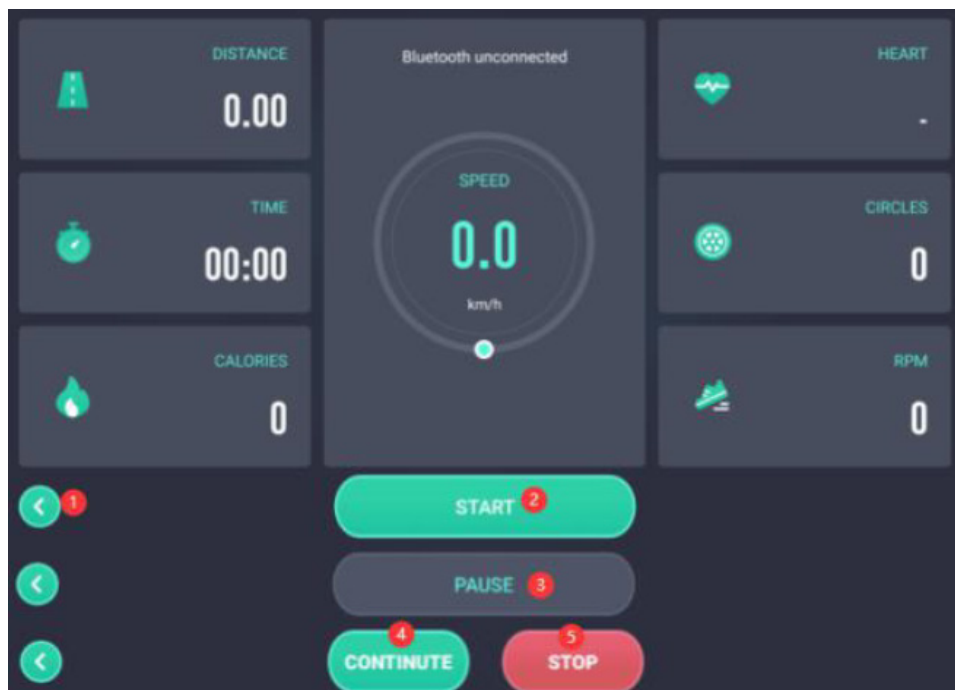 DISTANCE
0.00
Bluetooth unconnected
HEART
-
TIME
00:00
SPEED
0.0
km/h
CIRCLES
0
CALORIES
0
RPM
0
1
START 2
PAUSE 3
4
CONTINUTE
5
STOP